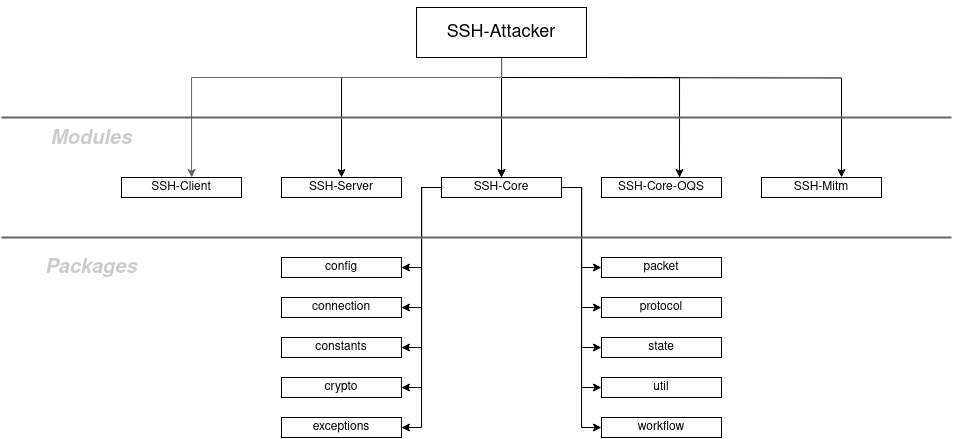 SSH-Attacker
Modules
SSH-Client
SSH-Server
SSH-Core
SSH-Core-OQS
SSH-Mitm
Packages
config
packet
connection
protocol
constants
state
crypto
util
exceptions
workflow